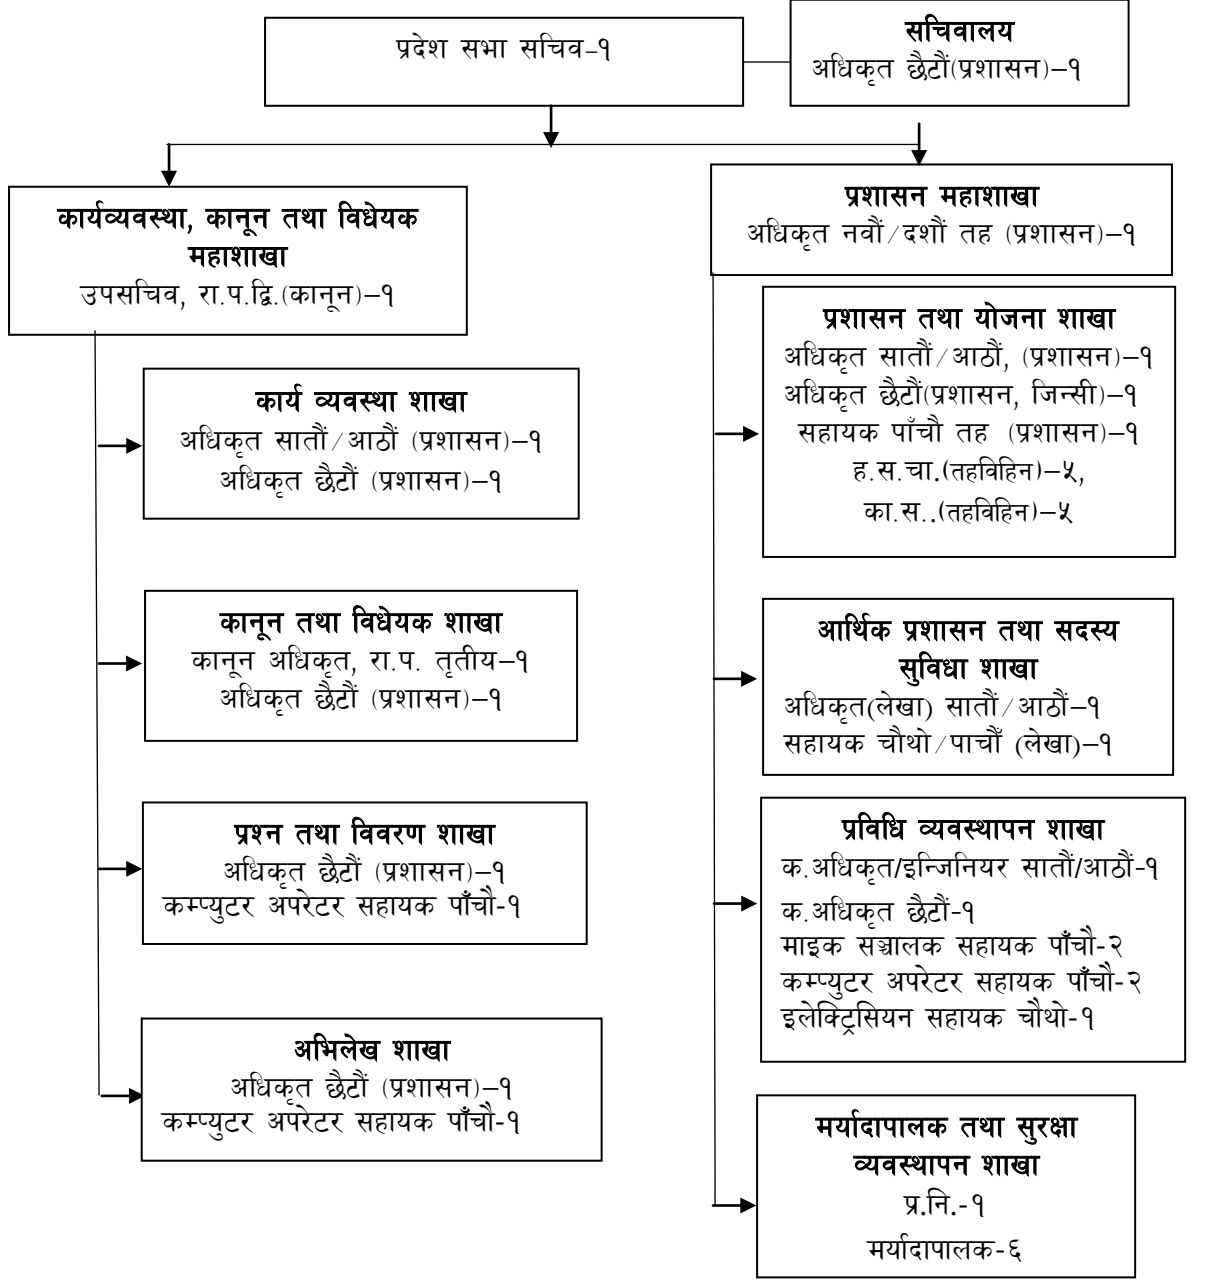 प्रदेश सभा सचिव–१
सचिवालय
अधिकृत छैटौं(प्रशासन)–१
कार्यव्यवस्था, कानून तथा विधेयक
महाशाखा
उपसचिव, रा.प.द्वि.(कानून)–१
कार्य व्यवस्था शाखा
अधिकृत सातौं/आठौं (प्रशासन)–१
अधिकृत छैटौं (प्रशासन)–१
कानून तथा विधेयक शाखा
कानून अधिकृत, रा.प. तृतीय–१
अधिकृत छैटौं (प्रशासन)–१
प्रश्न तथा विवरण शाखा
अधिकृत छैटौं (प्रशासन)–१
कम्प्युटर अपरेटर सहायक पाँचौ-१
अभिलेख शाखा
अधिकृत छैटौं (प्रशासन)–१
कम्प्युटर अपरेटर सहायक पाँचौ-१
प्रशासन महाशाखा
अधिकृत नवौं/दशौं तह (प्रशासन)–१
प्रशासन तथा योजना शाखा
अधिकृत सातौं/आठौं, (प्रशासन)–१
अधिकृत छैटौं(प्रशासन, जिन्सी)–१
सहायक पाँचौ तह (प्रशासन)–१
ह.स.चा.(तहविहिन)–५,
का.स..(तहविहिन)–५
आर्थिक प्रशासन तथा सदस्य
सुविधा शाखा
अधिकृत(लेखा) सातौं/आठौं–१
सहायक चौथो/पाचौँ (लेखा)–१
प्रविधि व्यवस्थापन शाखा
क.अधिकृत/इन्जिनियर सातौं/आठौं-१
क.अधिकृत छैटौं-१
माइक सञ्चालक सहायक पाँचौ-२
कम्प्युटर अपरेटर सहायक पाँचौ-२
इलेक्ट्रिसियन सहायक चौथो-१
मर्यादापालक तथा सुरक्षा
व्यवस्थापन शाखा
प्र.नि.-१
मर्यादापालक-६